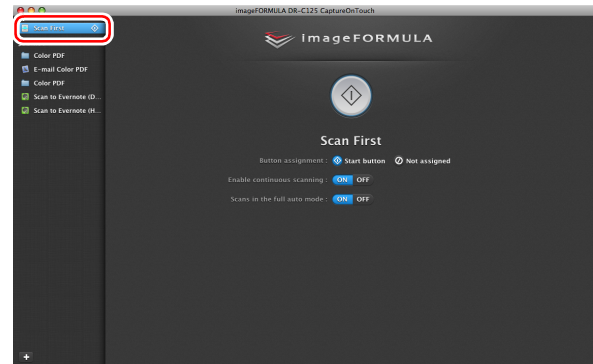 imageFORMULA DR-C125 CaptureOnTouch
Scan First
Color PDF
E-mail Color PDF
Color PDF
Scan to Evernote (D...
Scan to Evernote (H...
imageFORMULA
Scan First
Button assignment : Start button Not assigned
Enable continuous scanning : ON OFF
Scans in the full auto mode : ON OFF
+